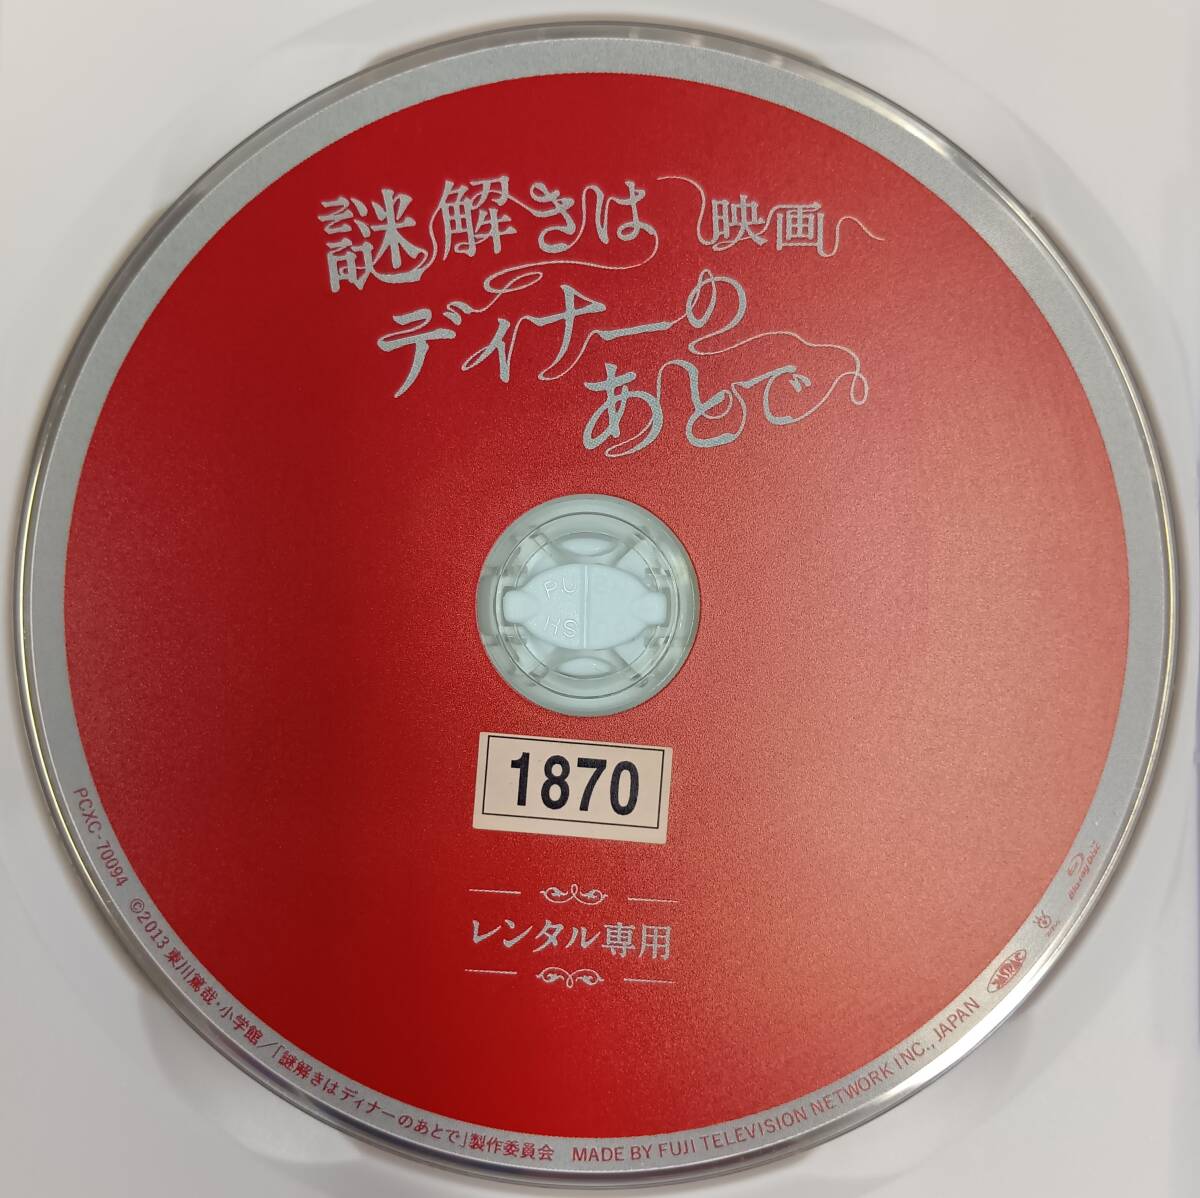 謎解きは 映画
ディナーの
あとで
P.U
HS
1870
レンタル専用
PCXC-70094 ©2013 東川篤哉・小学館/「謎解きはディナーのあとで」製作委員会 MADE BY FUJI TELEVISION NETWORK INC., JAPAN
Blu-ray Disc